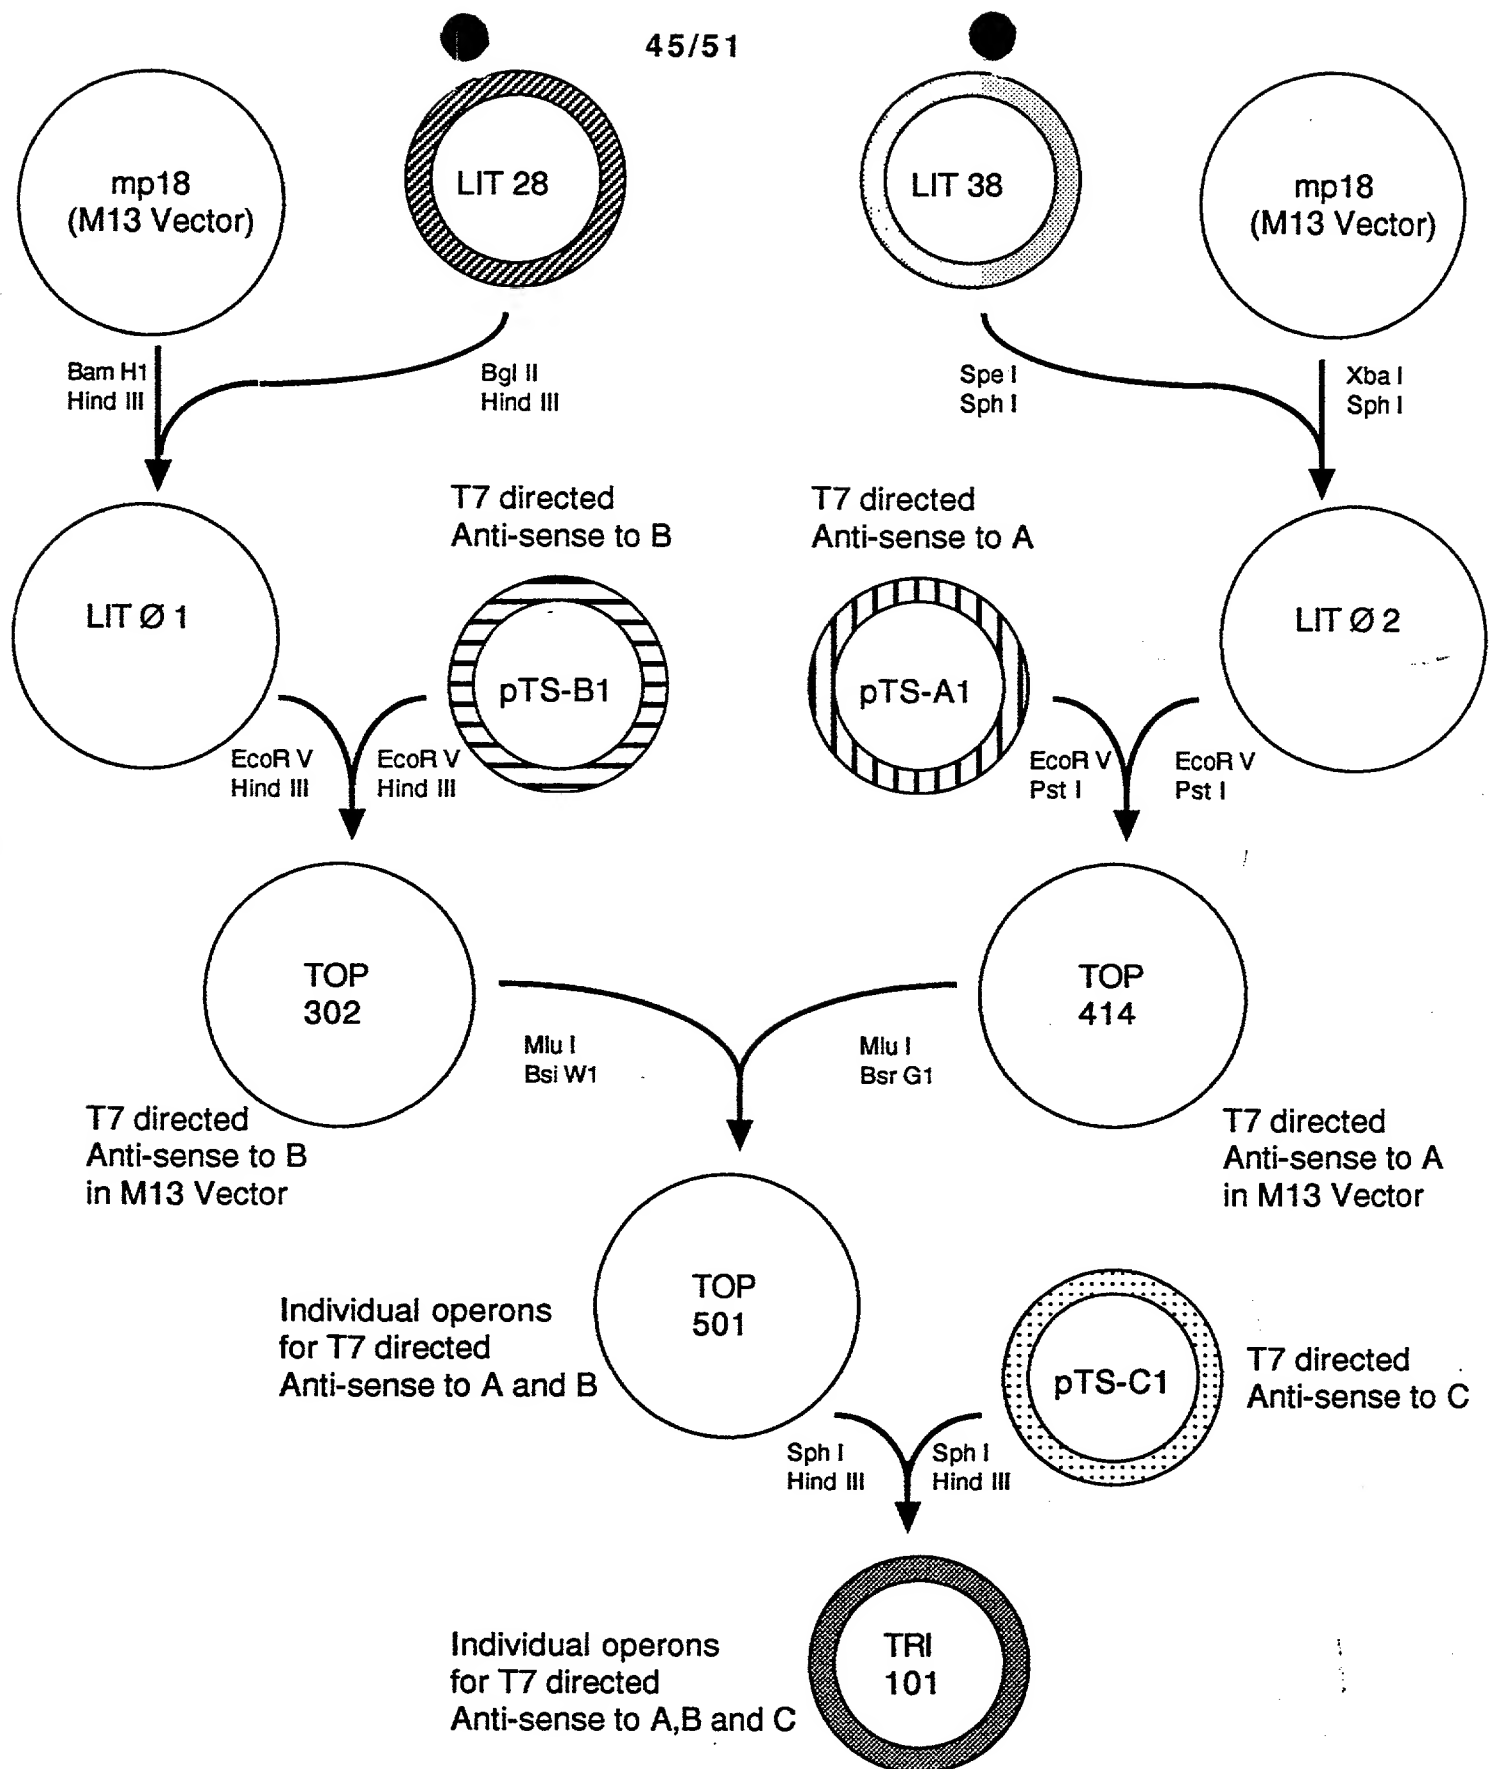 45/51
mp18
(M13 Vector)
LIT 28
LIT 38
mp18
(M13 Vector)
Bam H1
Hind III
Bgl II
Hind III
Spe I
Sph I
Xba I
Sph I
T7 directed
Anti-sense to B
T7 directed
Anti-sense to A
LIT Ø 1
pTS-B1
pTS-A1
LIT Ø 2
EcoR V
Hind III
EcoR V
Hind III
EcoR V
Pst I
EcoR V
Pst I
TOP
302
TOP
414
Mlu I
Bsi W1
Mlu I
Bsr G1
T7 directed
Anti-sense to B
in M13 Vector
T7 directed
Anti-sense to A
in M13 Vector
TOP
501
Individual operons
for T7 directed
Anti-sense to A and B
pTS-C1
T7 directed
Anti-sense to C
Sph I
Hind III
Sph I
Hind III
TRI
101
Individual operons
for T7 directed
Anti-sense to A,B and C